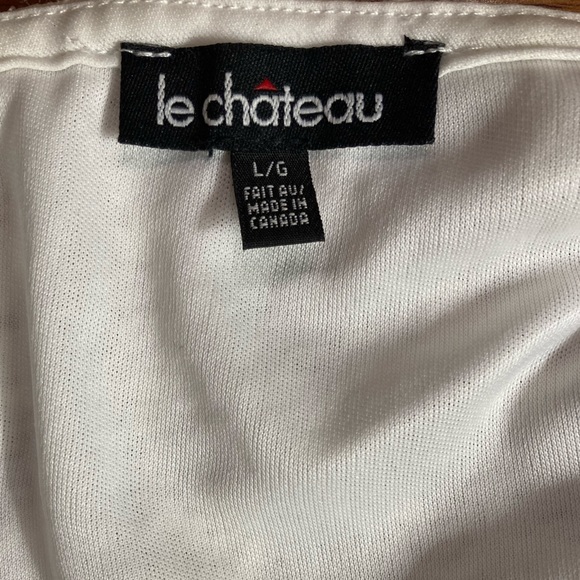 le château
L/G
FAIT AU/
MADE IN
CANADA